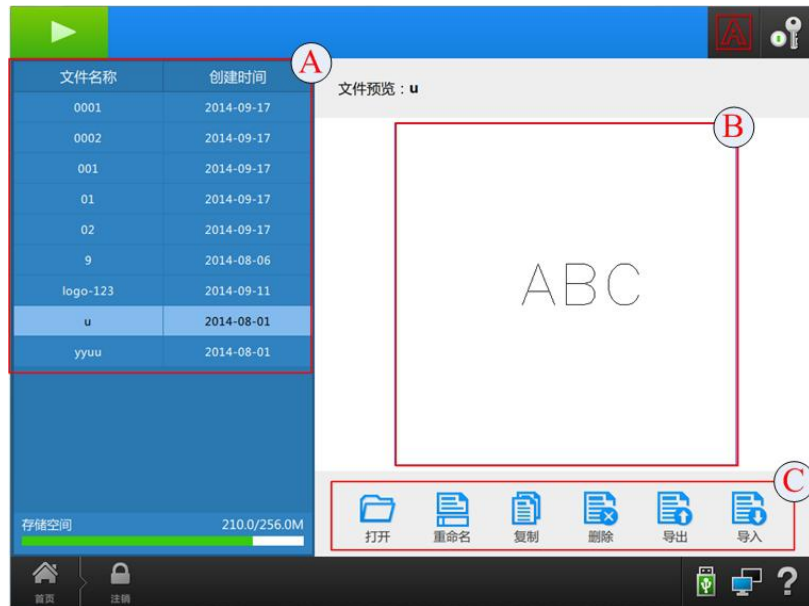 A
文件名称 创建时间
A
文件预览：u
0001 2014-09-17
0002 2014-09-17
001 2014-09-17
01 2014-09-17
02 2014-09-17
9 2014-08-06
logo-123 2014-09-11
u 2014-08-01
yyuu 2014-08-01
B
ABC
C
存储空间 210.0/256.0M
打开 重命名 复制 删除 导出 导入
首页 注销
?